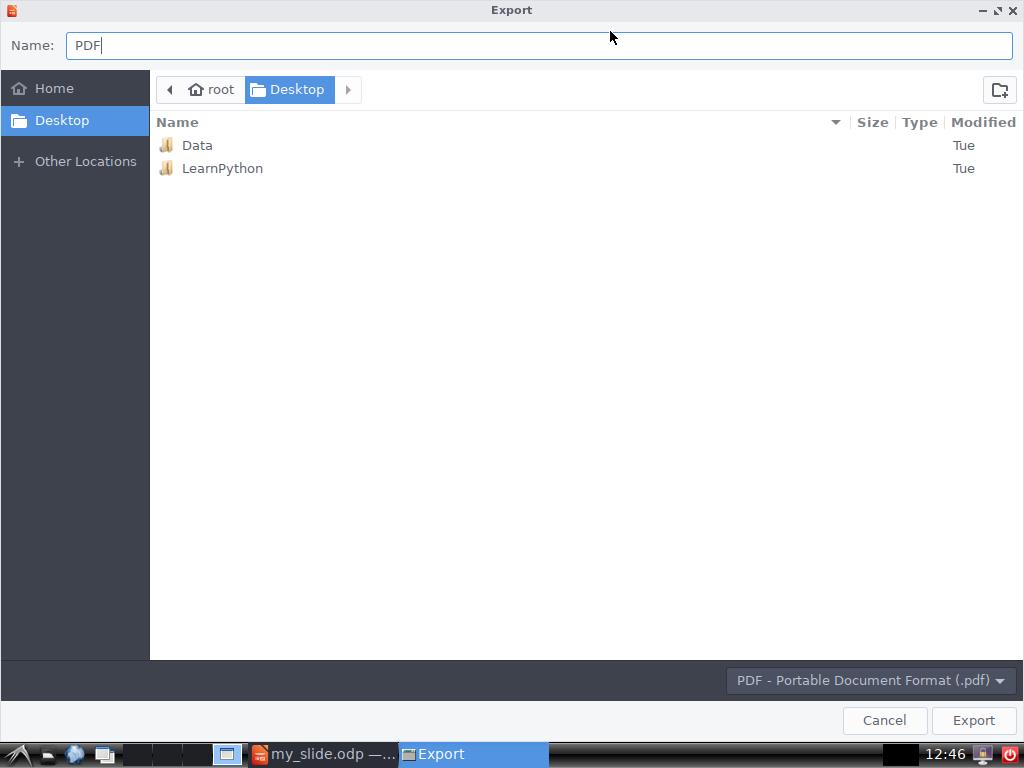 Export
Name: PDF
Home
Desktop
Other Locations
root Desktop
Name Size Type Modified
Data Tue
LearnPython Tue
PDF - Portable Document Format (.pdf)
Cancel Export
my_slide.odp —... Export 12:46